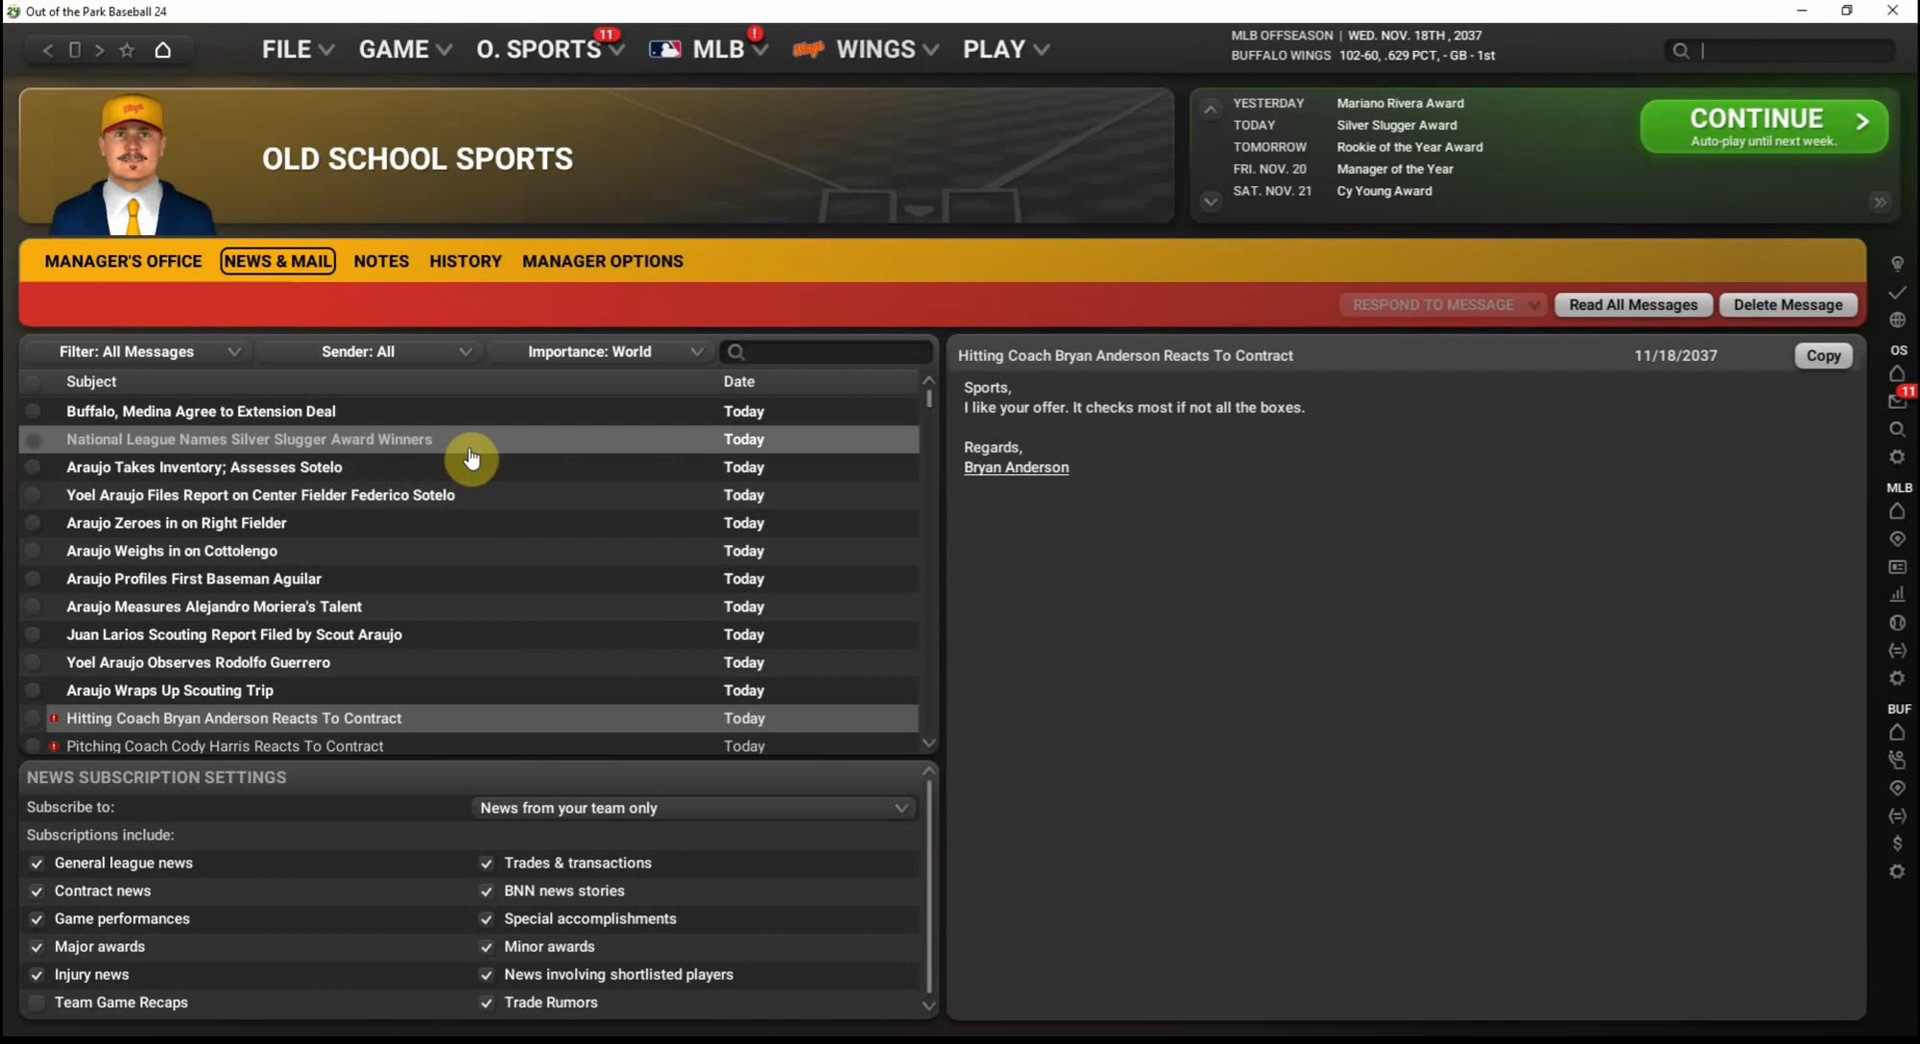 Out of the Park Baseball 24
FILE GAME O. SPORTS 11 MLB ! WINGS PLAY
MLB OFFSEASON | WED. NOV. 18TH , 2037
BUFFALO WINGS 102-60, .629 PCT, - GB - 1st
OLD SCHOOL SPORTS
YESTERDAY Mariano Rivera Award
TODAY Silver Slugger Award
TOMORROW Rookie of the Year Award
FRI. NOV. 20 Manager of the Year
SAT. NOV. 21 Cy Young Award
CONTINUE
Auto-play until next week.
MANAGER'S OFFICE NEWS & MAIL NOTES HISTORY MANAGER OPTIONS
RESPOND TO MESSAGE Read All Messages Delete Message
Filter: All Messages Sender: All Importance: World
Subject Date
Buffalo, Medina Agree to Extension Deal Today
National League Names Silver Slugger Award Winners Today
Araujo Takes Inventory; Assesses Sotelo Today
Yoel Araujo Files Report on Center Fielder Federico Sotelo Today
Araujo Zeroes in on Right Fielder Today
Araujo Weighs in on Cottolengo Today
Araujo Profiles First Baseman Aguilar Today
Araujo Measures Alejandro Moriera's Talent Today
Juan Larios Scouting Report Filed by Scout Araujo Today
Yoel Araujo Observes Rodolfo Guerrero Today
Araujo Wraps Up Scouting Trip Today
! Hitting Coach Bryan Anderson Reacts To Contract Today
! Pitching Coach Cody Harris Reacts To Contract Today
Hitting Coach Bryan Anderson Reacts To Contract 11/18/2037 Copy
Sports,
I like your offer. It checks most if not all the boxes.
Regards,
Bryan Anderson
NEWS SUBSCRIPTION SETTINGS
Subscribe to: News from your team only
Subscriptions include:
General league news Trades & transactions
Contract news BNN news stories
Game performances Special accomplishments
Major awards Minor awards
Injury news News involving shortlisted players
Team Game Recaps Trade Rumors
OS
11
MLB
BUF
$